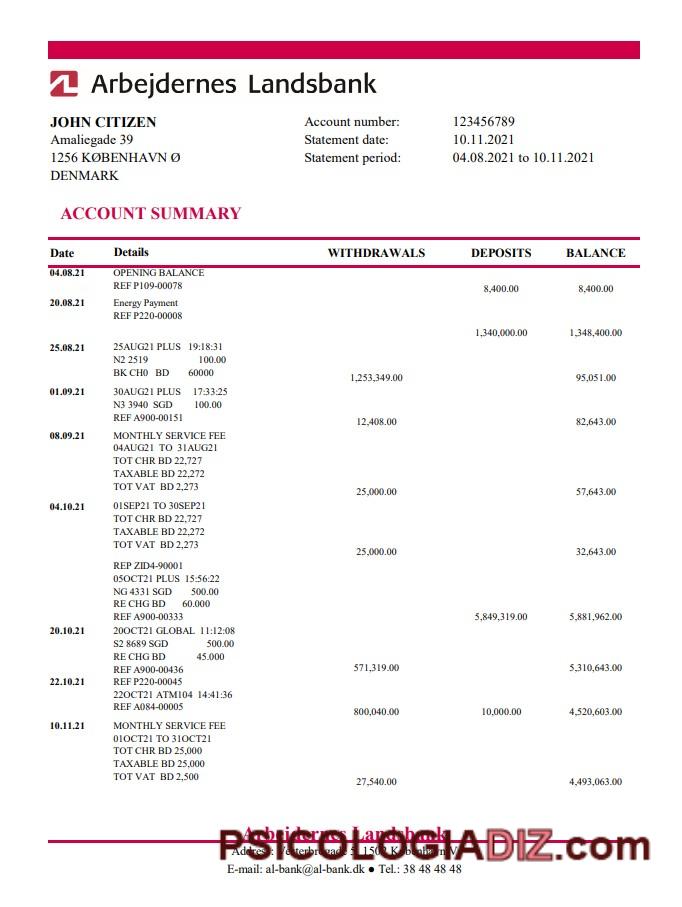 Arbejdernes Landsbank
JOHN CITIZEN
Amaliegade 39
1256 KØBENHAVN Ø
DENMARK
Account number: 123456789
Statement date: 10.11.2021
Statement period: 04.08.2021 to 10.11.2021
ACCOUNT SUMMARY
Date Details WITHDRAWALS DEPOSITS BALANCE
04.08.21 OPENING BALANCE
REF P109-00078
8,400.00 8,400.00
20.08.21 Energy Payment
REF P220-00008
1,340,000.00 1,348,400.00
25.08.21 25AUG21 PLUS 19:18:31
N2 2519 100.00
BK CH0 BD 60000
1,253,349.00 95,051.00
01.09.21 30AUG21 PLUS 17:33:25
N3 3940 SGD 100.00
REF A900-00151
12,408.00 82,643.00
08.09.21 MONTHLY SERVICE FEE
04AUG21 TO 31AUG21
TOT CHR BD 22,727
TAXABLE BD 22,272
TOT VAT BD 2,273
25,000.00 57,643.00
04.10.21 01SEP21 TO 30SEP21
TOT CHR BD 22,727
TAXABLE BD 22,272
TOT VAT BD 2,273
25,000.00 32,643.00
REP ZID4-90001
05OCT21 PLUS 15:56:22
NG 4331 SGD 500.00
RE CHG BD 60.000
REF A900-00333 5,849,319.00 5,881,962.00
20.10.21 20OCT21 GLOBAL 11:12:08
S2 8689 SGD 500.00
RE CHG BD 45.000
REF A900-00436 571,319.00 5,310,643.00
22.10.21 REF P220-00045
22OCT21 ATM104 14:41:36
REF A084-00005
800,040.00 10,000.00 4,520,603.00
10.11.21 MONTHLY SERVICE FEE
01OCT21 TO 31OCT21
TOT CHR BD 25,000
TAXABLE BD 25,000
TOT VAT BD 2,500
27,540.00 4,493,063.00
Arbejdernes Landsbank
PSICOLOGIADIZ.com
Address: Vesterbrogade 5, 1502 København V
E-mail: al-bank@al-bank.dk ● Tel.: 38 48 48 48